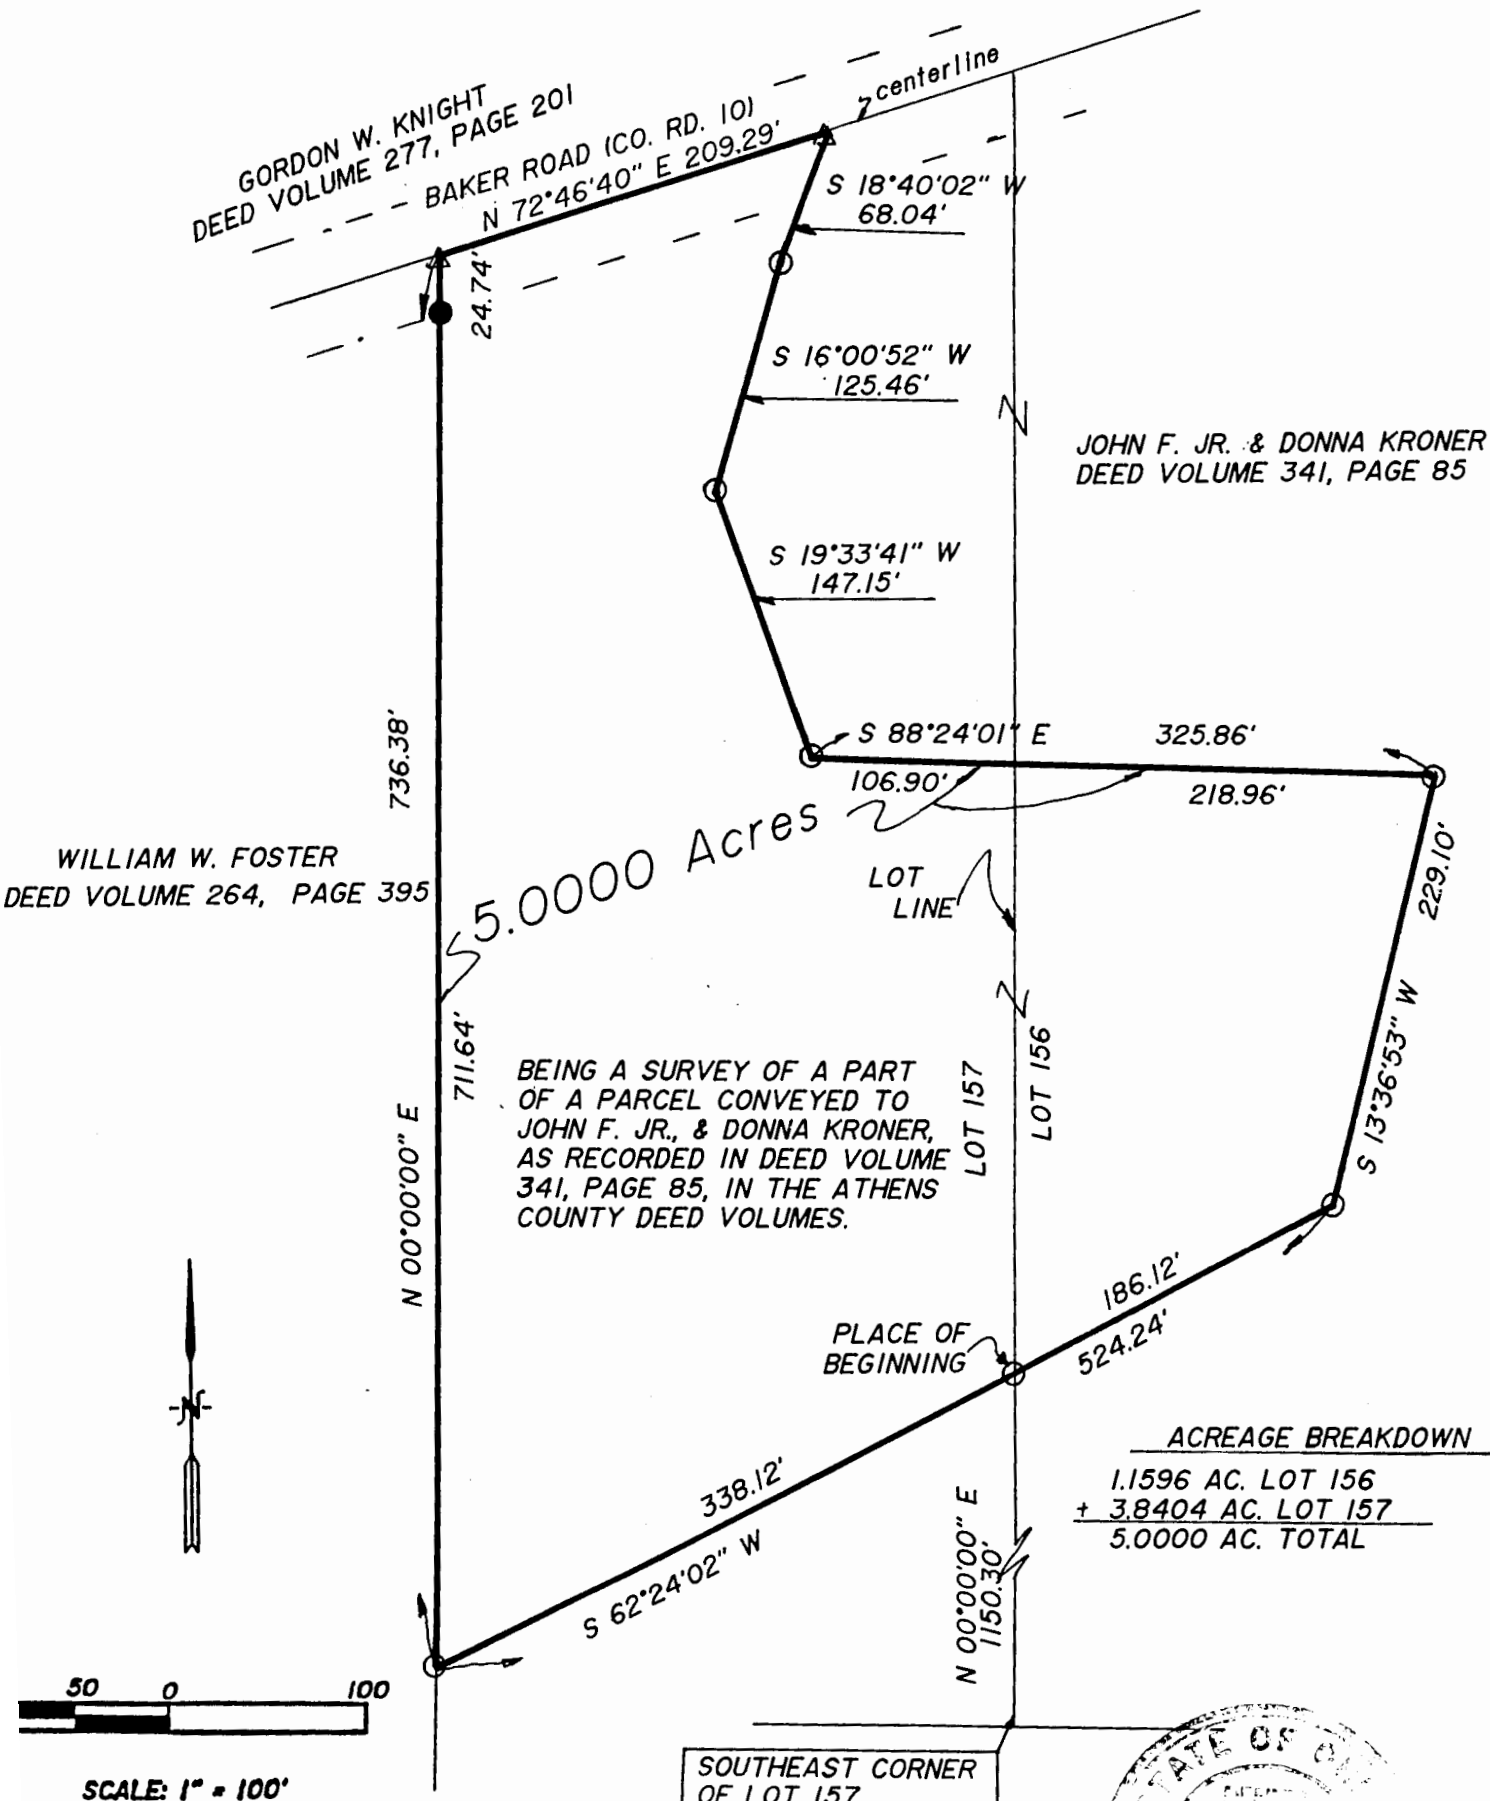 centerline
GORDON W. KNIGHT
DEED VOLUME 277, PAGE 201
BAKER ROAD (CO. RD. 10)
N 72°46'40" E 209.29'
S 18°40'02" W
68.04'
24.74'
S 16°00'52" W
125.46'
JOHN F. JR. & DONNA KRONER
DEED VOLUME 341, PAGE 85
S 19°33'41" W
147.15'
736.38'
S 88°24'01" E 325.86'
106.90'
218.96'
WILLIAM W. FOSTER
DEED VOLUME 264, PAGE 395
5.0000 Acres
LOT
LINE
229.10'
S 13°36'53" W
711.64'
N 00°00'00" E
BEING A SURVEY OF A PART
OF A PARCEL CONVEYED TO
JOHN F. JR., & DONNA KRONER,
AS RECORDED IN DEED VOLUME
341, PAGE 85, IN THE ATHENS
COUNTY DEED VOLUMES.
LOT 157
LOT 156
186.12'
524.24'
PLACE OF
BEGINNING
N
338.12'
S 62°24'02" W
ACREAGE BREAKDOWN
1.1596 AC. LOT 156
+ 3.8404 AC. LOT 157
5.0000 AC. TOTAL
N 00°00'00" E
1150.30'
50 0 100
SCALE: 1" = 100'
SOUTHEAST CORNER
OF LOT 157
STATE OF